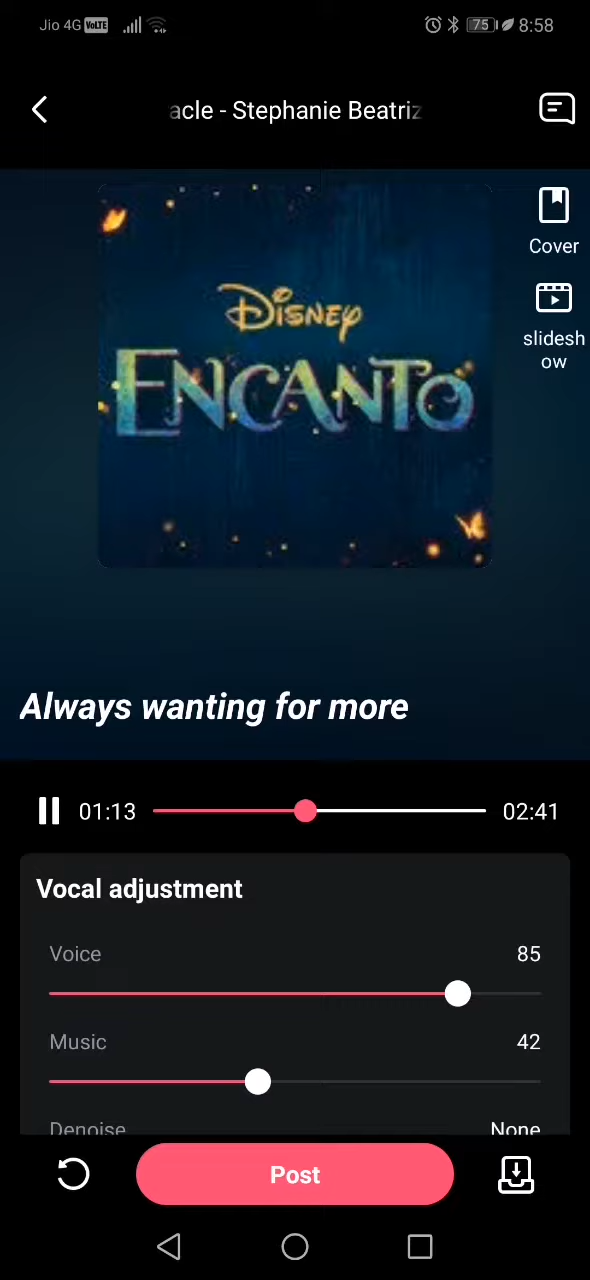 Jio 4G VoLTE 75 8:58
acle - Stephanie Beatriz
Cover
slidesh
ow
Disney
ENCANTO
Always wanting for more
01:13 02:41
Vocal adjustment
Voice 85
Music 42
Denoise None
Post